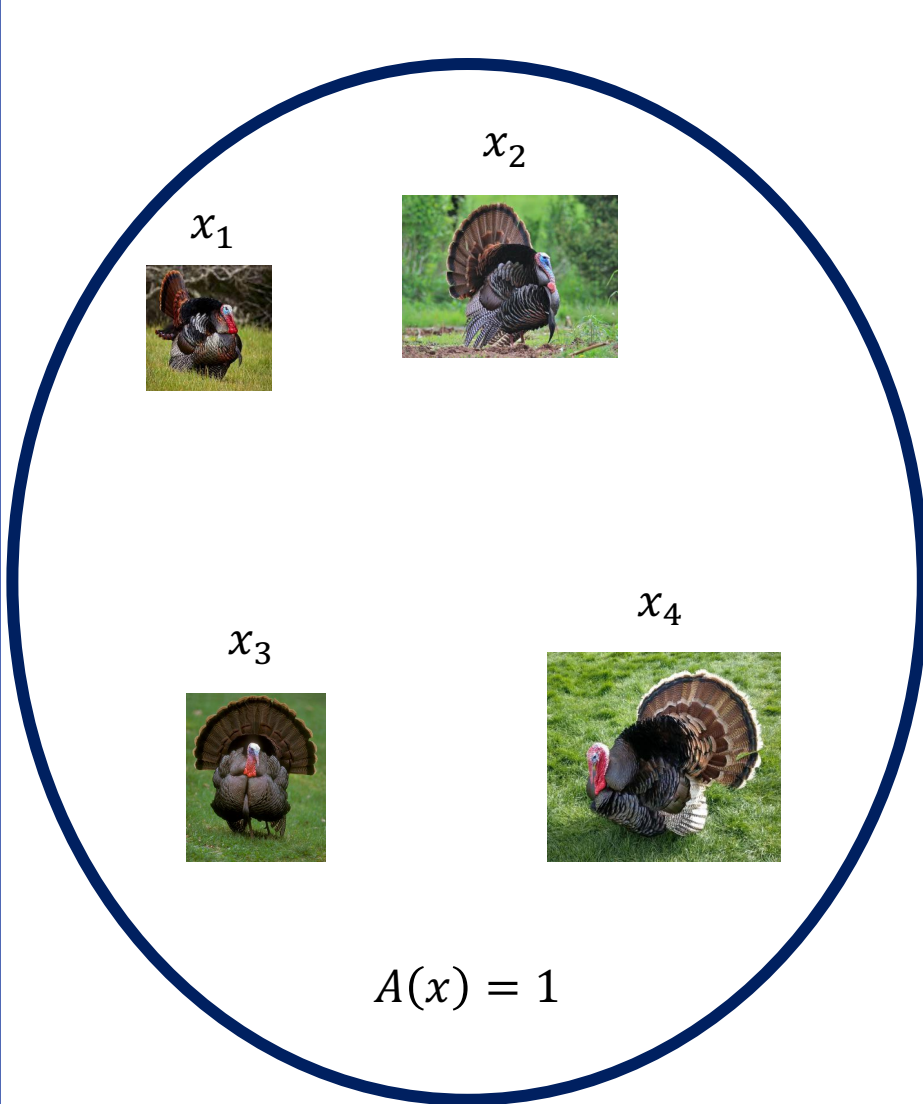 x₂
x₁
x₄
x₃
A(x) = 1